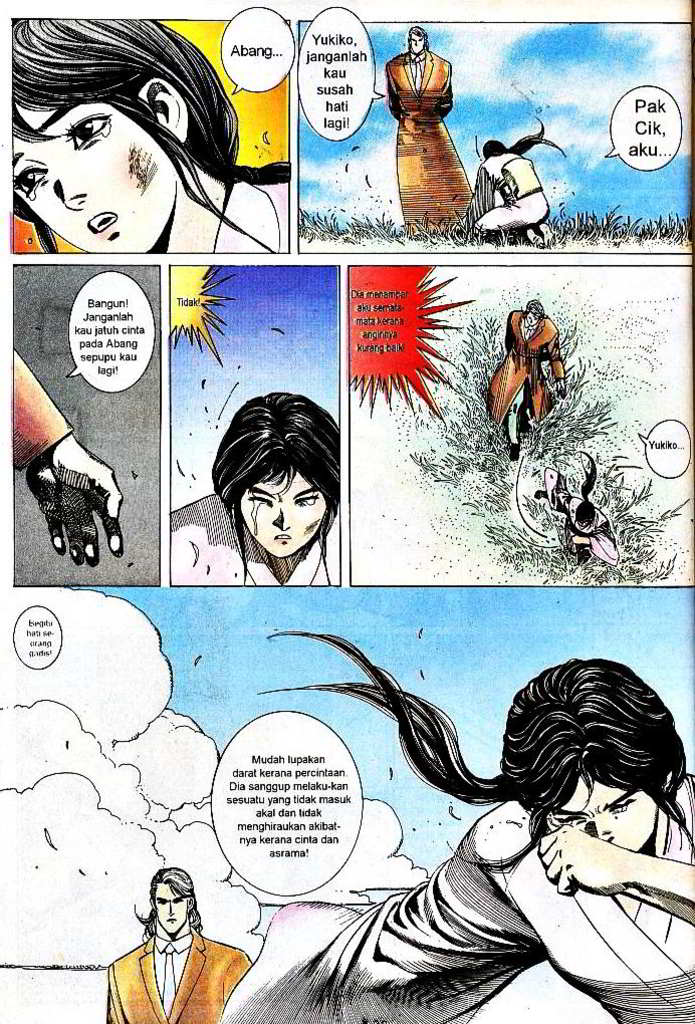 Abang...
Yukiko,
janganlah
kau
susah
hati
lagi!
Pak
Cik,
aku...
Bangun!
Janganlah
kau jatuh cinta
pada Abang
sepupu kau
lagi!
Tidak!
Dia menampar
aku semata-
mata kerana
anginnya
kurang baik!
Yukiko...
Begitu
hati se-
orang
gadis!
Mudah lupakan
darat kerana percintaan.
Dia sanggup melaku-kan
sesuatu yang tidak masuk
akal dan tidak
menghiraukan akibat-
nya kerana cinta dan
asrama!